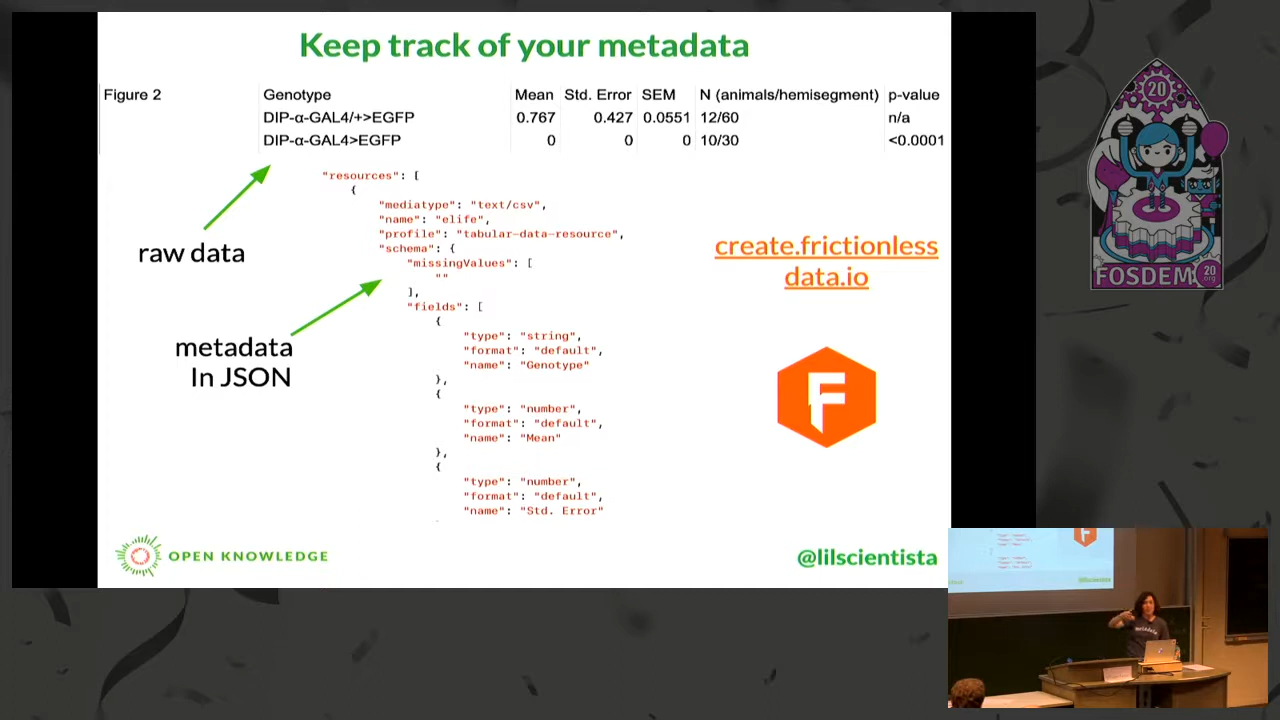 Keep track of your metadata
Figure 2 Genotype Mean Std. Error SEM N (animals/hemisegment) p-value
DIP-α-GAL4/+>EGFP 0.767 0.427 0.0551 12/60 n/a
DIP-α-GAL4>EGFP 0 0 0 10/30 <0.0001
raw data
metadata
In JSON
"resources": [
{
"mediatype": "text/csv",
"name": "elife",
"profile": "tabular-data-resource",
"schema": {
"missingValues": [
""
],
"fields": [
{
"type": "string",
"format": "default",
"name": "Genotype"
},
{
"type": "number",
"format": "default",
"name": "Mean"
},
{
"type": "number",
"format": "default",
"name": "Std. Error"
create.frictionless
data.io
F
OPEN KNOWLEDGE
@lilscientista
20
FOSDEM
20
.org